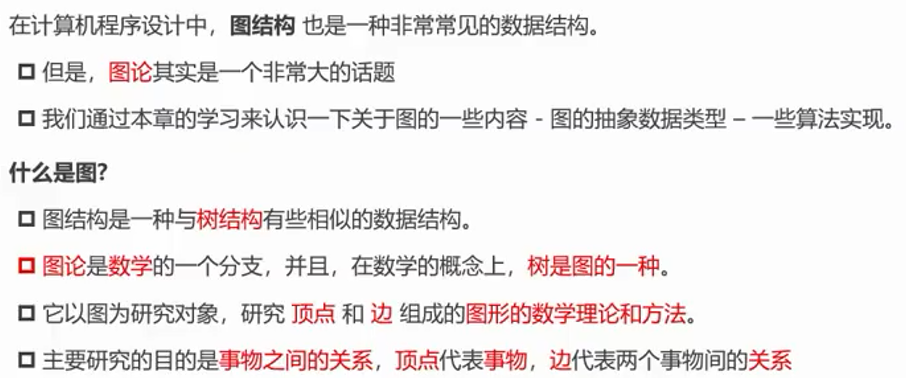 在计算机程序设计中，图结构 也是一种非常常见的数据结构。
但是，图论其实是一个非常大的话题
我们通过本章的学习来认识一下关于图的一些内容 - 图的抽象数据类型 – 一些算法实现。
什么是图?
图结构是一种与树结构有些相似的数据结构。
图论是数学的一个分支，并且，在数学的概念上，树是图的一种。
它以图为研究对象，研究 顶点 和 边 组成的图形的数学理论和方法。
主要研究的目的是事物之间的关系，顶点代表事物，边代表两个事物间的关系